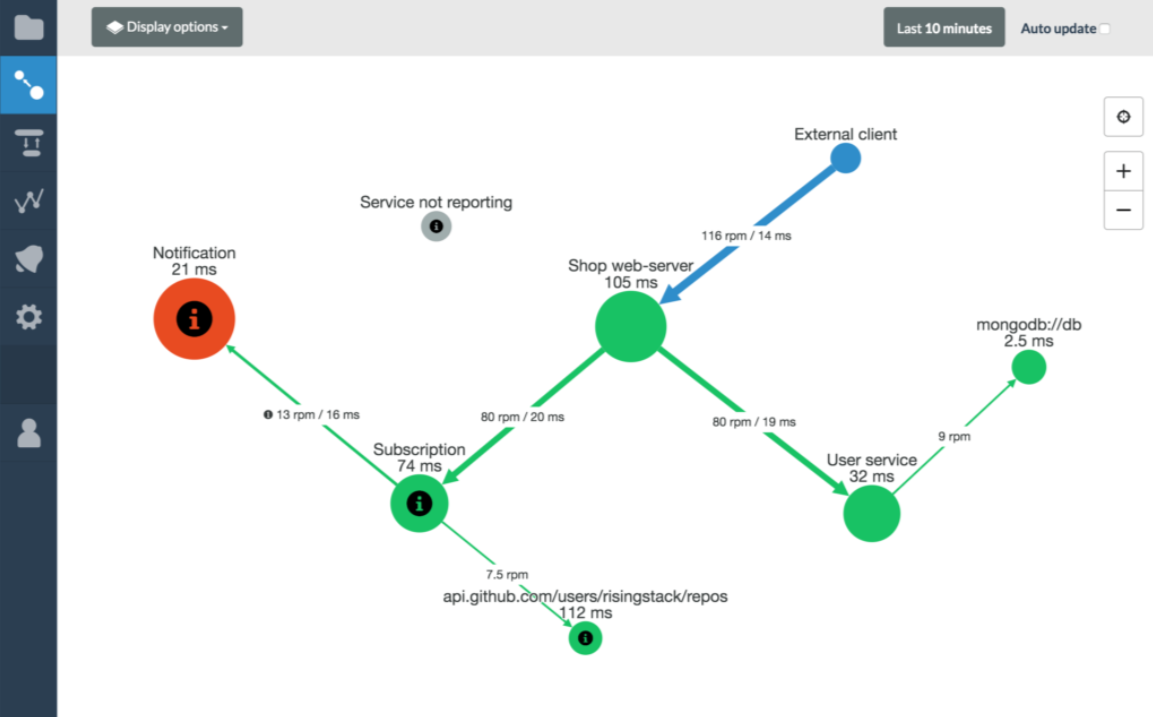 Display options
Last 10 minutes
Auto update
External client
Service not reporting
116 rpm / 14 ms
Notification
21 ms
Shop web-server
105 ms
mongodb://db
2.5 ms
13 rpm / 16 ms
80 rpm / 20 ms
80 rpm / 19 ms
9 rpm
Subscription
74 ms
User service
32 ms
7.5 rpm
api.github.com/users/risingstack/repos
112 ms